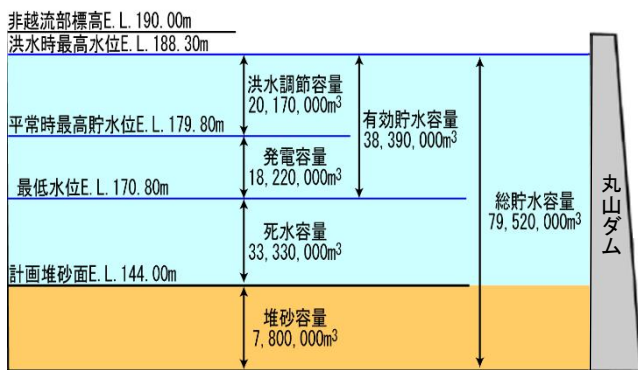 非越流部標高E.L.190.00m
洪水時最高水位E.L.188.30m
洪水調節容量
20,170,000m³
有効貯水容量
38,390,000m³
平常時最高貯水位E.L.179.80m
発電容量
18,220,000m³
最低水位E.L.170.80m
総貯水容量
79,520,000m³
丸山ダム
死水容量
33,330,000m³
計画堆砂面E.L.144.00m
堆砂容量
7,800,000m³